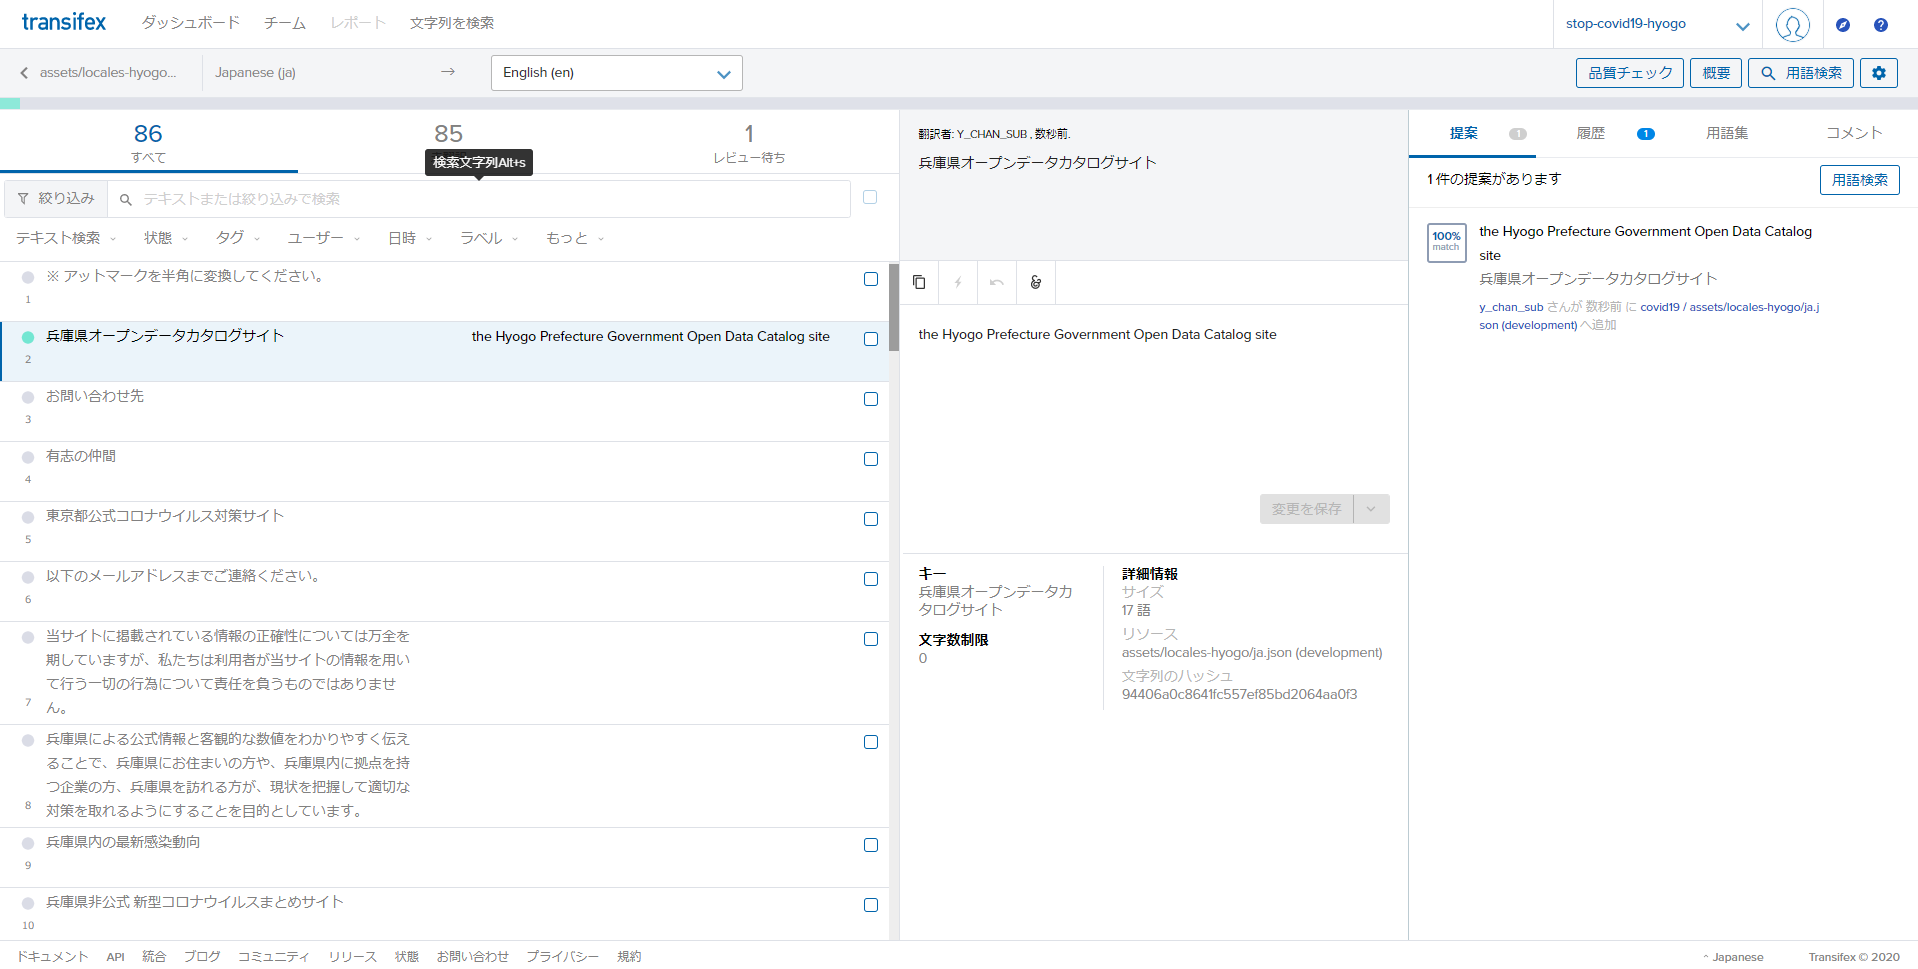 transifex ダッシュボード チーム レポート 文字列を検索 stop-covid19-hyogo
assets/locales-hyogo... Japanese (ja) → English (en) 品質チェック 概要 用語検索
86
すべて
85
1
レビュー待ち
検索文字列Alt+s
絞り込み テキストまたは絞り込みで検索
テキスト検索 状態 タグ ユーザー 日時 ラベル もっと
※ アットマークを半角に変換してください。
1
兵庫県オープンデータカタログサイト the Hyogo Prefecture Government Open Data Catalog site
2
お問い合わせ先
3
有志の仲間
4
東京都公式コロナウイルス対策サイト
5
以下のメールアドレスまでご連絡ください。
6
当サイトに掲載されている情報の正確性については万全を
期していますが、私たちは利用者が当サイトの情報を用い
て行う一切の行為について責任を負うものではありませ
ん。
7
兵庫県による公式情報と客観的な数値をわかりやすく伝え
ることで、兵庫県にお住まいの方や、兵庫県内に拠点を持
つ企業の方、兵庫県を訪れる方が、現状を把握して適切な
対策を取れるようにすることを目的としています。
8
兵庫県内の最新感染動向
9
兵庫県非公式 新型コロナウイルスまとめサイト
10
翻訳者: Y_CHAN_SUB , 数秒前.
兵庫県オープンデータカタログサイト
the Hyogo Prefecture Government Open Data Catalog site
変更を保存
キー
兵庫県オープンデータカ
タログサイト
文字数制限
0
詳細情報
サイズ
17 語
リソース
assets/locales-hyogo/ja.json (development)
文字列のハッシュ
94406a0c8641fc557ef85bd2064aa0f3
提案 1 履歴 1 用語集 コメント
1 件の提案があります 用語検索
100%
match
the Hyogo Prefecture Government Open Data Catalog
site
兵庫県オープンデータカタログサイト
y_chan_sub さんが 数秒前 に covid19 / assets/locales-hyogo/ja.j
son (development) へ追加
ドキュメント API 統合 ブログ コミュニティ リリース 状態 お問い合わせ プライバシー 規約 Japanese Transifex © 2020